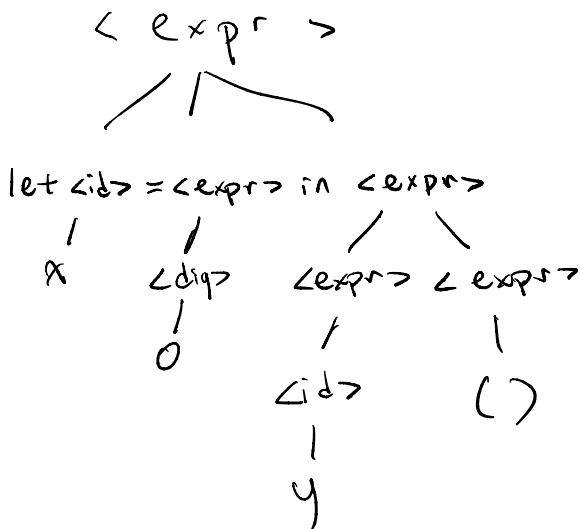 < expr >
let <id> = <expr> in <expr>
x <dig> <expr> < expr>
0 <id> ()
y